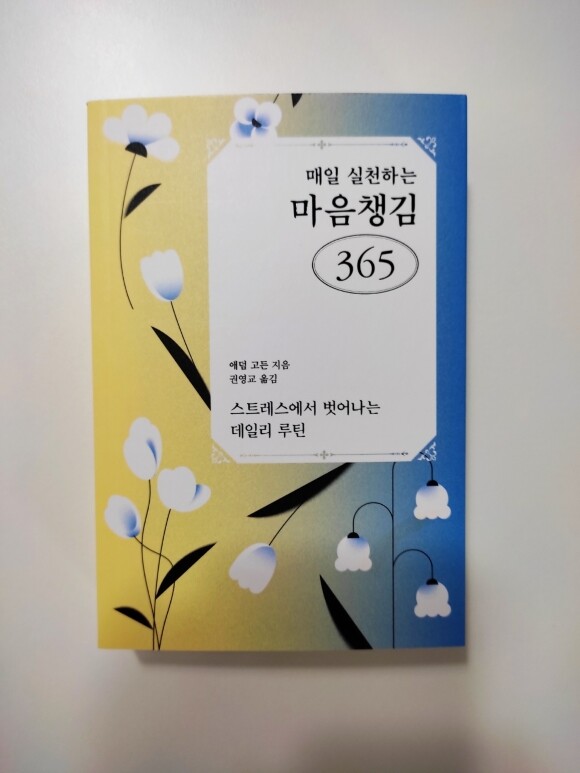 매일 실천하는
마음챙김
365
애덤 고든 지음
권영교 옮김
스트레스에서 벗어나는
데일리 루틴